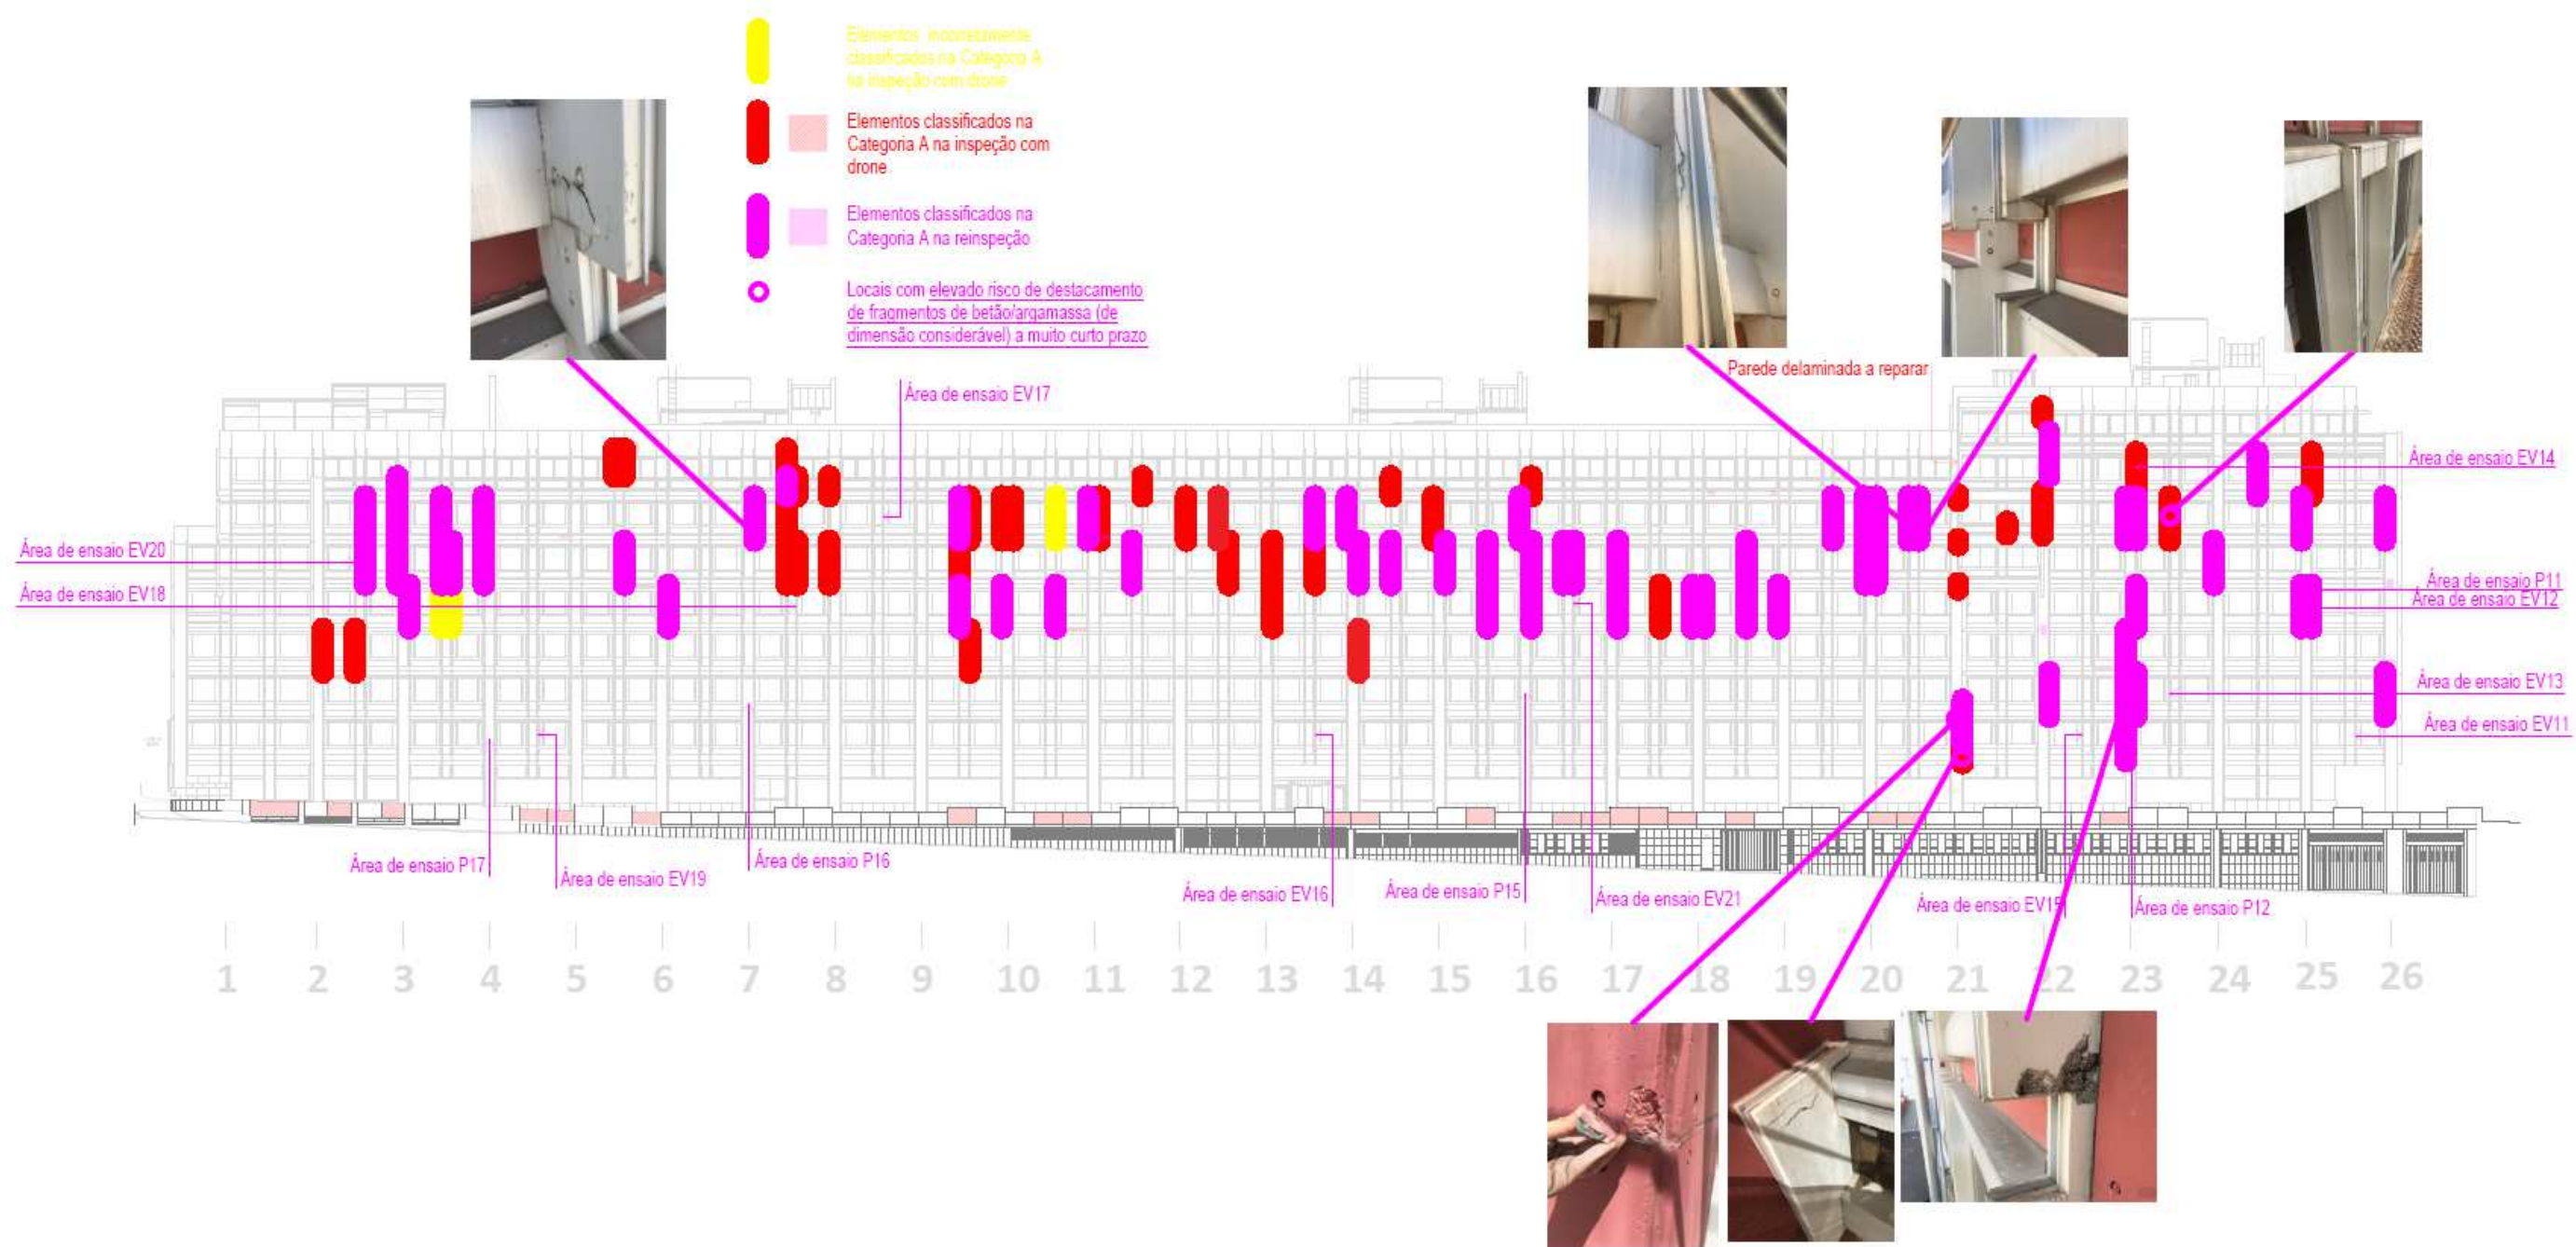 Elementos incorretamente
classificados na Categoria A
na inspeção com drone
Elementos classificados na
Categoria A na inspeção com
drone
Elementos classificados na
Categoria A na reinspeção
Locais com elevado risco de destacamento
de fragmentos de betão/argamassa (de
dimensão considerável) a muito curto prazo
Parede delaminada a reparar
Área de ensaio EV17
Área de ensaio EV14
Área de ensaio EV20
Área de ensaio EV18
Área de ensaio P11
Área de ensaio EV12
Área de ensaio EV13
Área de ensaio EV11
Área de ensaio P17
Área de ensaio EV19
Área de ensaio P16
Área de ensaio EV16
Área de ensaio P15
Área de ensaio EV21
Área de ensaio EV15
Área de ensaio P12
1 2 3 4 5 6 7 8 9 10 11 12 13 14 15 16 17 18 19 20 21 22 23 24 25 26